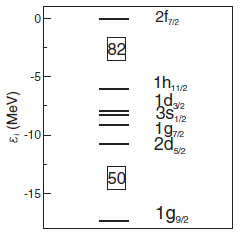 0 2f7/2
82
-5
1h11/2
1d3/2
3s1/2
1g7/2
-10
2d5/2
50
-15
1g9/2
εi (MeV)